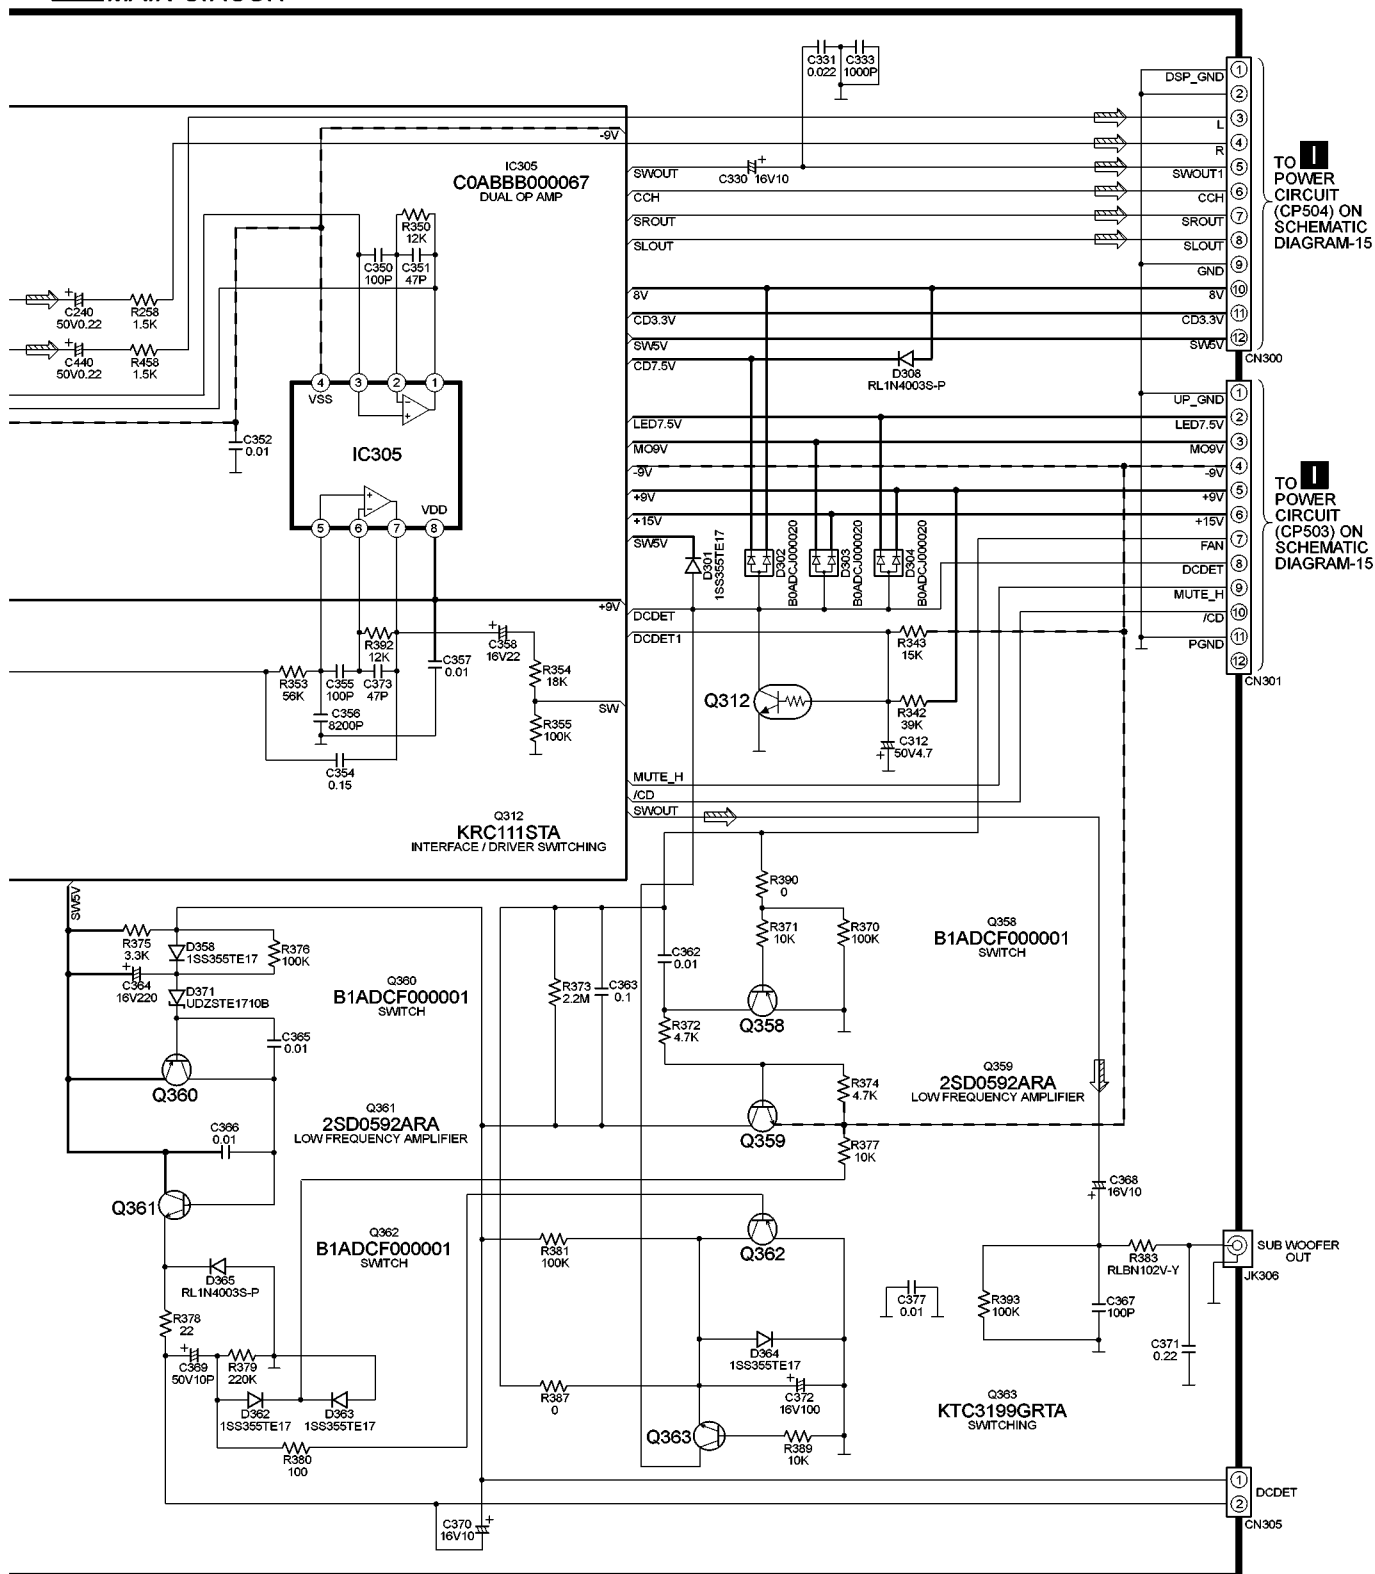 MAIN CIRCUIT
C331
0.022
C333
1000P
DSP_GND
1
2
3
L
4
R
5
SWOUT1
6
CCH
7
SROUT
8
SLOUT
9
GND
10
8V
11
CD3.3V
12
SW5V
CN300
TO I
POWER
CIRCUIT
(CP504) ON
SCHEMATIC
DIAGRAM-15
-9V
IC305
C0ABBB000067
DUAL OP AMP
SWOUT
C330 16V10
CCH
SROUT
SLOUT
R350
12K
C350
100P
C351
47P
8V
CD3.3V
SW5V
CD7.5V
D308
RL1N4003S-P
C240
50V0.22
R258
1.5K
C440
50V0.22
R458
1.5K
4
3
2
1
VSS
IC305
VDD
5
6
7
8
C352
0.01
LED7.5V
MO9V
-9V
+9V
+15V
SW5V
1
UP_GND
2
LED7.5V
3
MO9V
4
-9V
5
+9V
6
+15V
7
FAN
8
DCDET
9
MUTE_H
10
/CD
11
PGND
12
CN301
TO I
POWER
CIRCUIT
(CP503) ON
SCHEMATIC
DIAGRAM-15
D301
1SS355TE17
D302
B0ADCJ000020
D303
B0ADCJ000020
D304
B0ADCJ000020
+9V
DCDET
DCDET1
R343
15K
R342
39K
C312
50V4.7
Q312
R392
12K
C358
16V22
C357
0.01
R353
56K
C355
100P
C373
47P
R354
18K
SW
C356
8200P
R355
100K
C354
0.15
MUTE_H
/CD
SWOUT
Q312
KRC111STA
INTERFACE / DRIVER SWITCHING
SW5V
R375
3.3K
D358
1SS355TE17
R376
100K
C364
16V220
D371
UDZSTE1710B
C365
0.01
Q360
Q360
B1ADCF000001
SWITCH
R373
2.2M
C363
0.1
C362
0.01
R390
0
R371
10K
R370
100K
Q358
B1ADCF000001
SWITCH
Q358
R372
4.7K
Q361
2SD0592ARA
LOW FREQUENCY AMPLIFIER
C366
0.01
R374
4.7K
Q359
2SD0592ARA
LOW FREQUENCY AMPLIFIER
Q359
R377
10K
Q361
C368
16V10
Q362
B1ADCF000001
SWITCH
R381
100K
Q362
D365
RL1N4003S-P
R378
22
C377
0.01
R393
100K
R383
RLBN102V-Y
C367
100P
C371
0.22
SUB WOOFER
OUT
JK306
C369
50V10P
R379
220K
D362
1SS355TE17
D363
1SS355TE17
R380
100
D364
1SS355TE17
R387
0
C372
16V100
Q363
R389
10K
Q363
KTC3199GRTA
SWITCHING
C370
16V10
1
2
DCDET
CN305